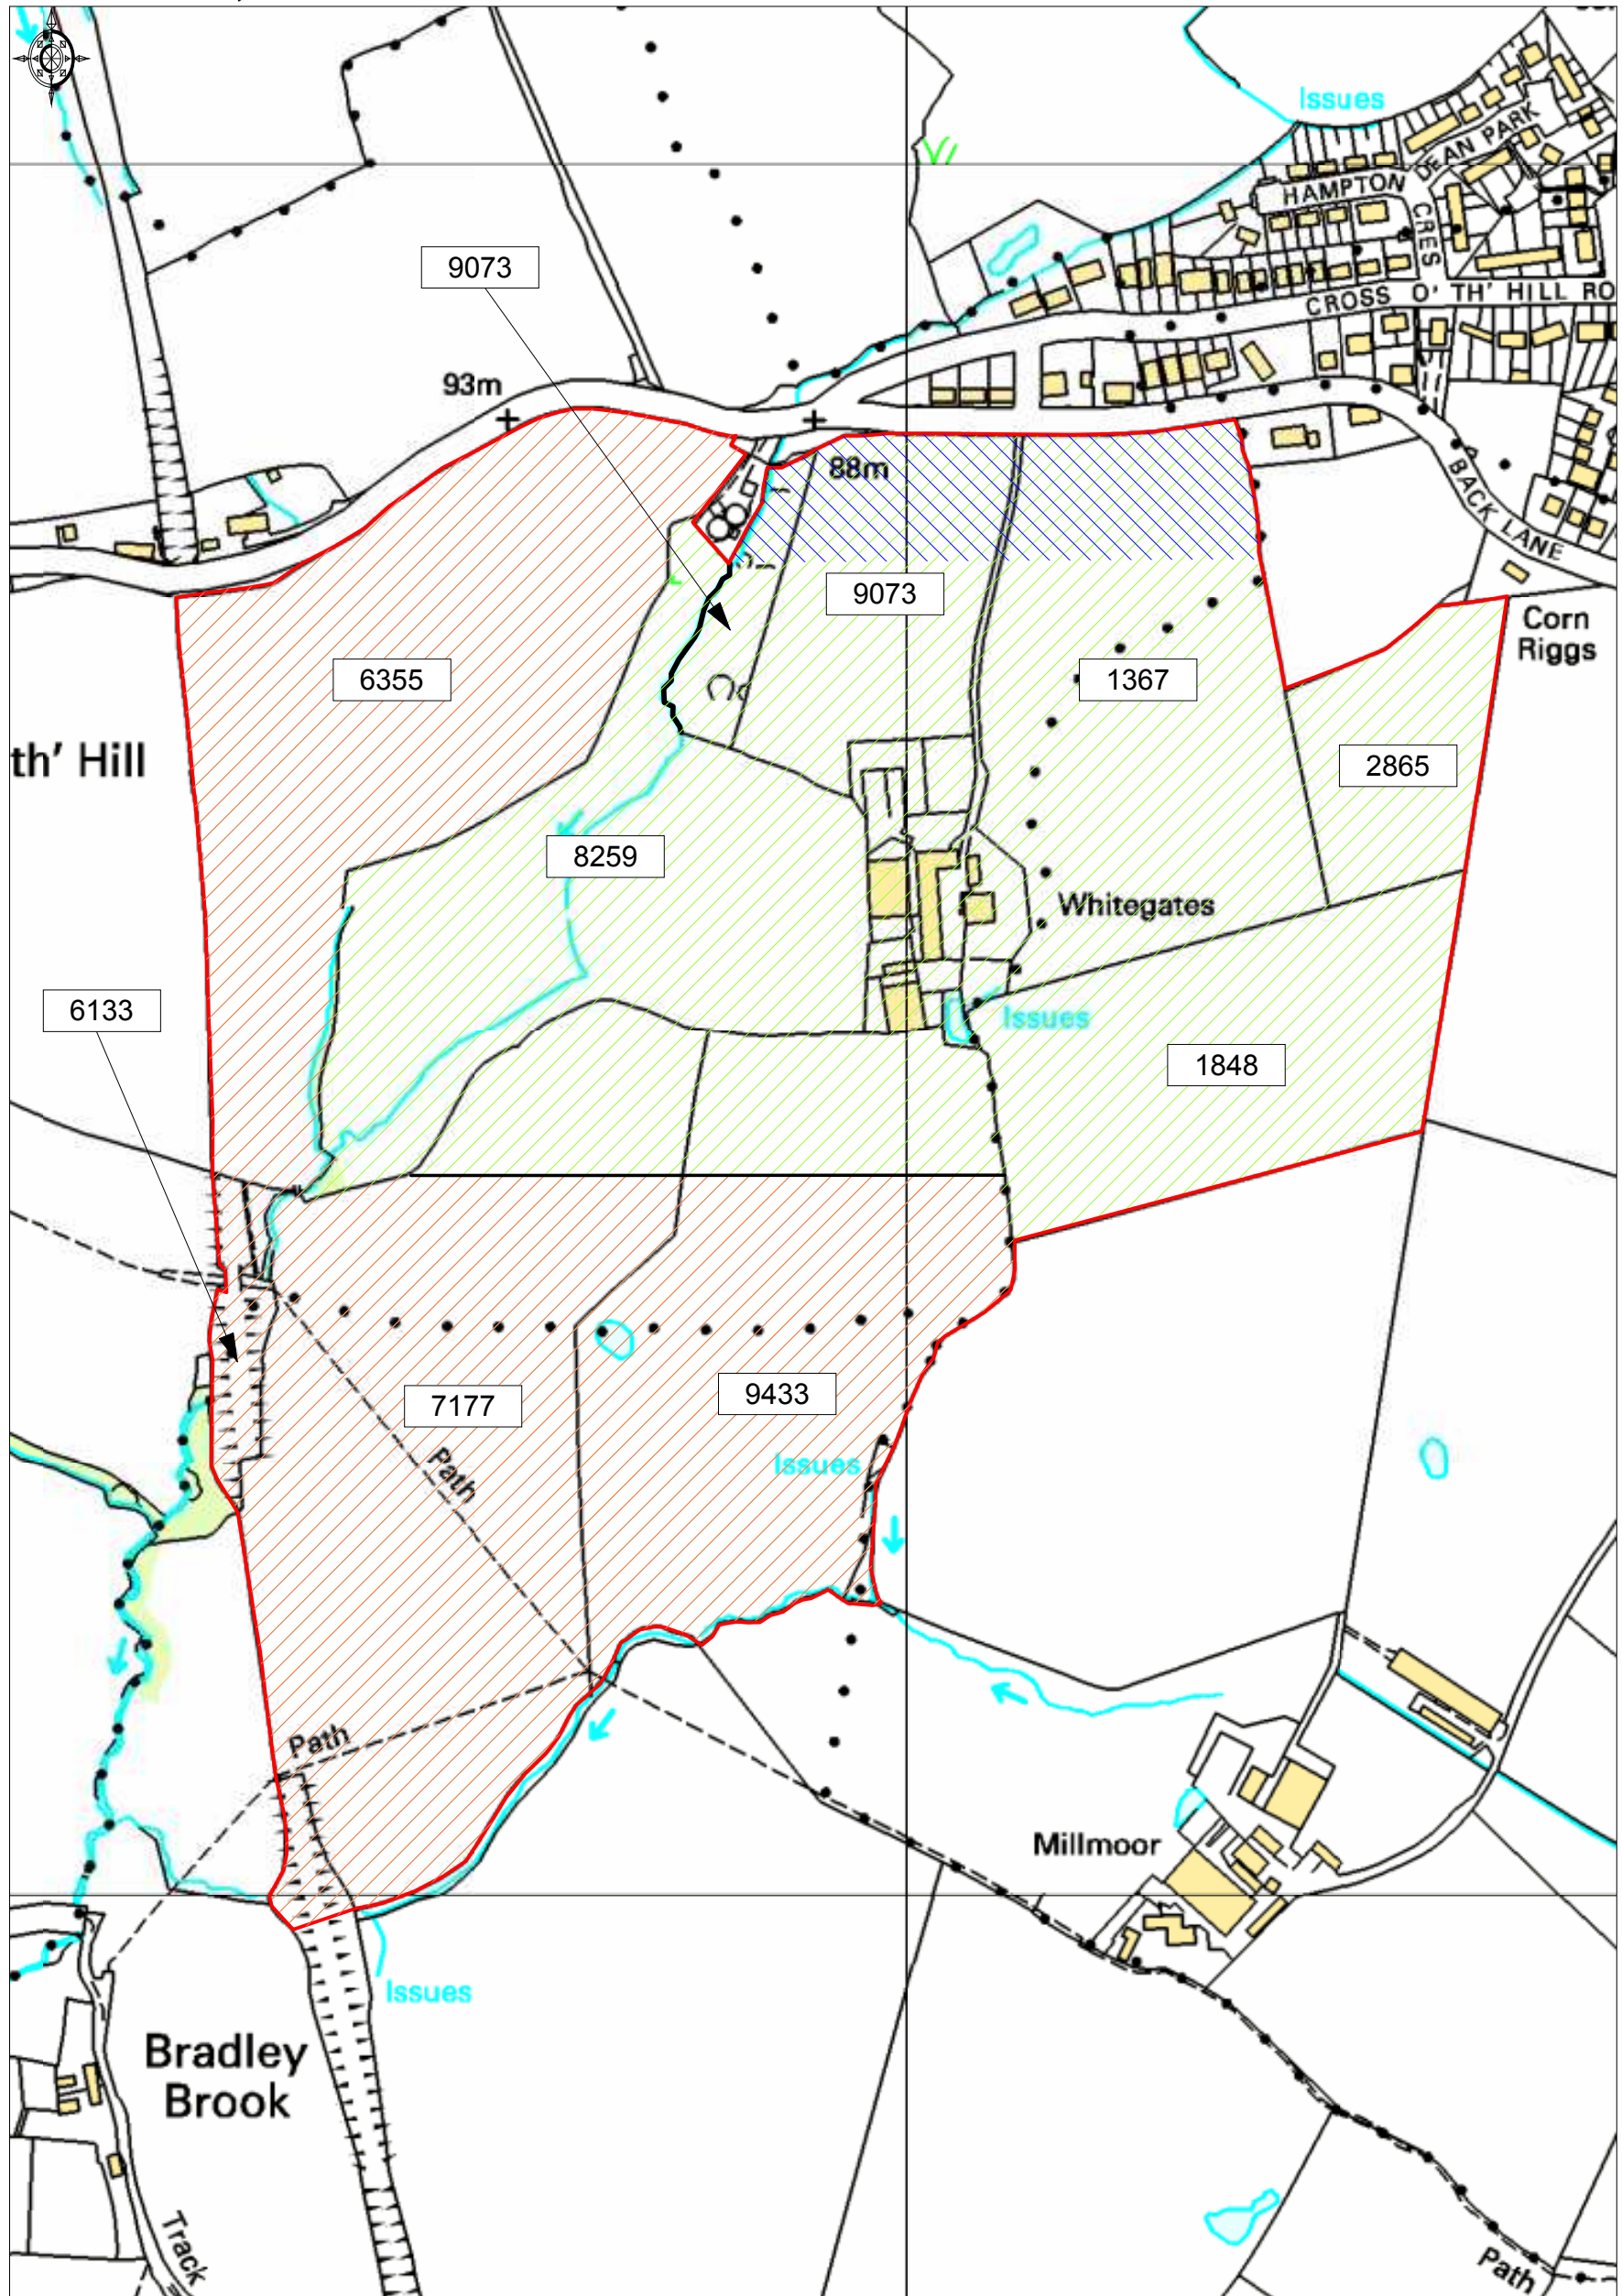 Issues
DEAN PARK
HAMPTON
CRES
9073
CROSS O' TH' HILL RO
93m
88m
BACK LANE
9073
Corn
Riggs
6355
1367
th' Hill
2865
8259
Whitegates
6133
Issues
1848
7177
9433
Path
Issues
Path
Millmoor
Issues
Bradley
Brook
Track
Path